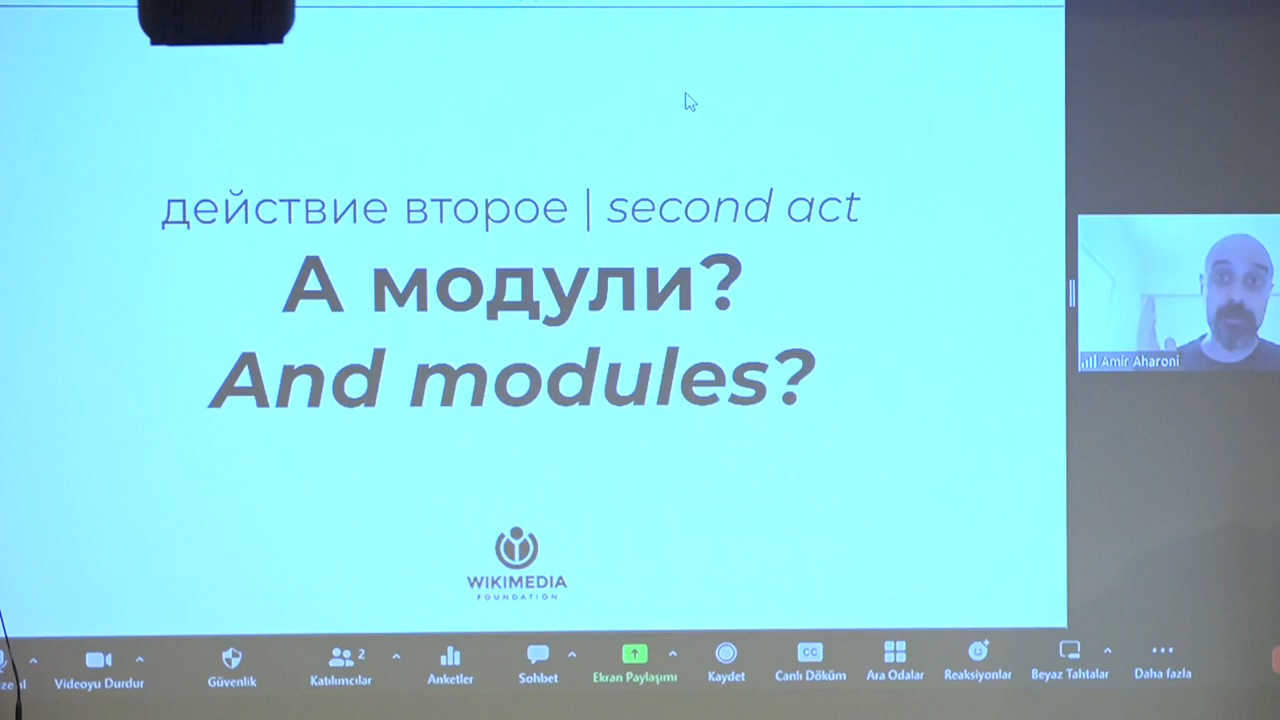 действие второе | second act
А модули?
And modules?
WIKIMEDIA
FOUNDATION
Amir Aharoni
Videoyu Durdur
Güvenlik
2
Katılımcılar
Anketler
Sohbet
Ekran Paylaşımı
Kaydet
CC
Canlı Döküm
Ara Odalar
Reaksiyonlar
Beyaz Tahtalar
Daha fazla